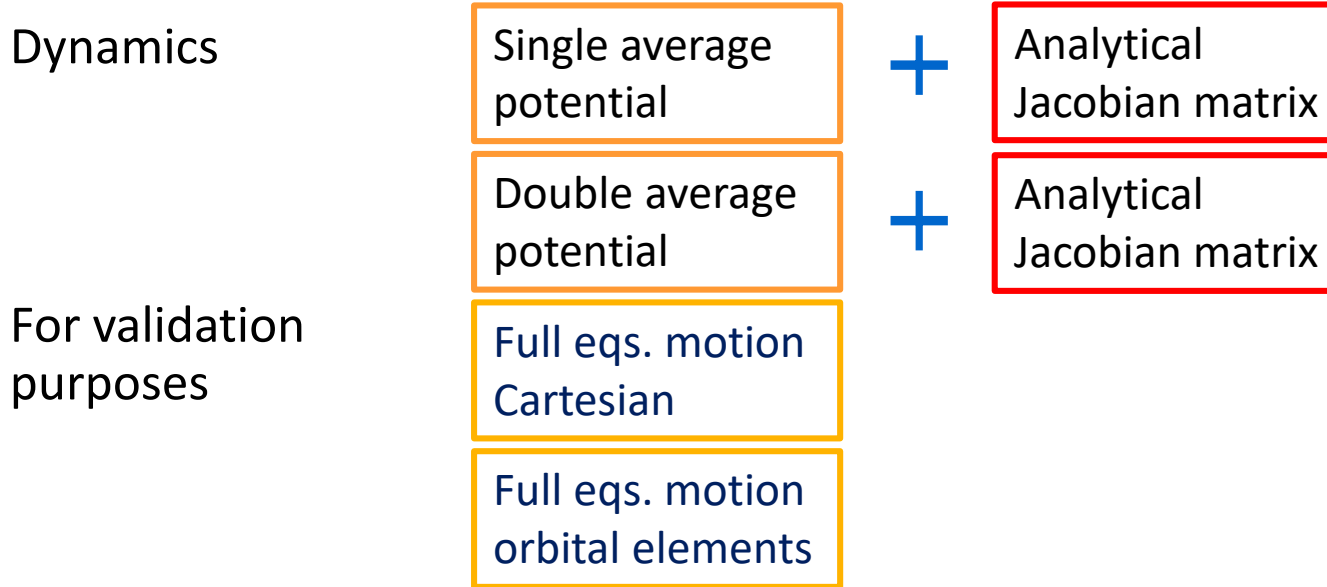 Dynamics
Single average
potential
+
Analytical
Jacobian matrix
Double average
potential
+
Analytical
Jacobian matrix
For validation
purposes
Full eqs. motion
Cartesian
Full eqs. motion
orbital elements